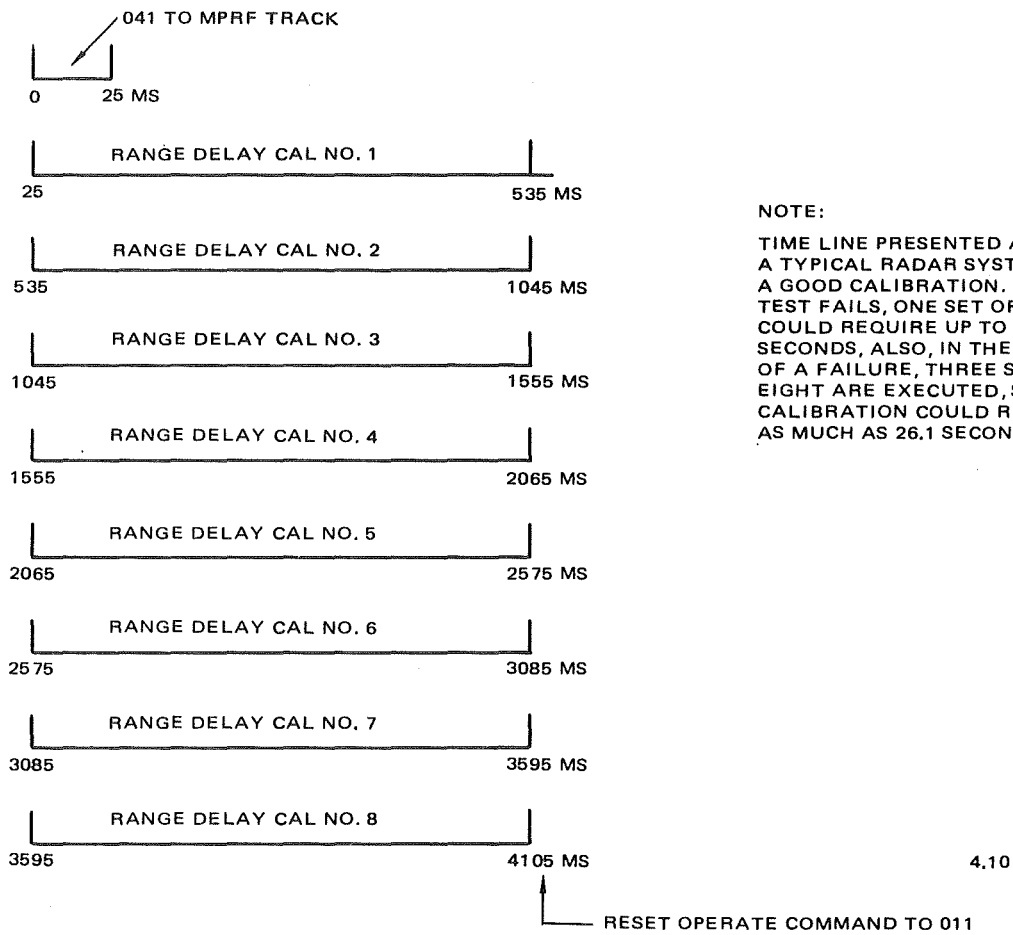 041 TO MPRF TRACK
0 25 MS
RANGE DELAY CAL NO. 1
25 535 MS
RANGE DELAY CAL NO. 2
535 1045 MS
RANGE DELAY CAL NO. 3
1045 1555 MS
RANGE DELAY CAL NO. 4
1555 2065 MS
RANGE DELAY CAL NO. 5
2065 2575 MS
RANGE DELAY CAL NO. 6
2575 3085 MS
RANGE DELAY CAL NO. 7
3085 3595 MS
RANGE DELAY CAL NO. 8
3595 4105 MS
RESET OPERATE COMMAND TO 011
NOTE:
TIME LINE PRESENTED
A TYPICAL RADAR
A GOOD CALIBRATION.
TEST FAILS, ONE SET
COULD REQUIRE UP TO
SECONDS, ALSO, IN THE
OF A FAILURE, THREE
EIGHT ARE EXECUTED,
CALIBRATION COULD
AS MUCH AS 26.1
4.10